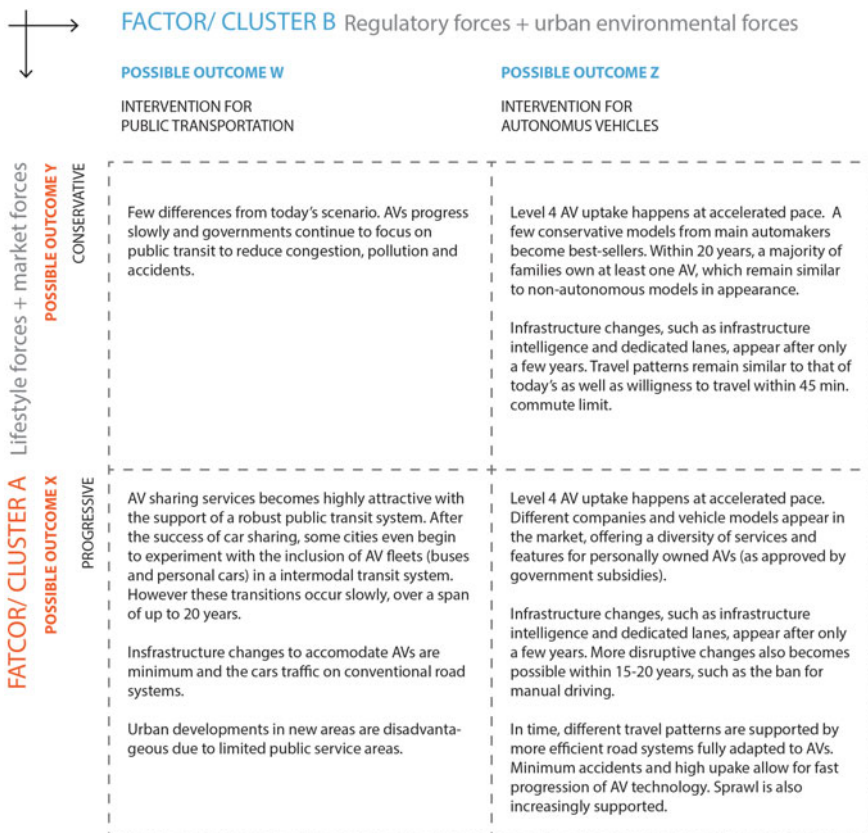 FACTOR/ CLUSTER B Regulatory forces + urban environmental forces
POSSIBLE OUTCOME W
INTERVENTION FOR
PUBLIC TRANSPORTATION
POSSIBLE OUTCOME Z
INTERVENTION FOR
AUTONOMUS VEHICLES
FATCOR/ CLUSTER A Lifestyle forces + market forces
POSSIBLE OUTCOME Y
CONSERVATIVE
Few differences from today's scenario. AVs progress
slowly and governments continue to focus on
public transit to reduce congestion, pollution and
accidents.
Level 4 AV uptake happens at accelerated pace. A
few conservative models from main automakers
become best-sellers. Within 20 years, a majority of
families own at least one AV, which remain similar
to non-autonomous models in appearance.
Infrastructure changes, such as infrastructure
intelligence and dedicated lanes, appear after only
a few years. Travel patterns remain similar to that of
today's as well as willigness to travel within 45 min.
commute limit.
POSSIBLE OUTCOME X
PROGRESSIVE
AV sharing services becomes highly attractive with
the support of a robust public transit system. After
the success of car sharing, some cities even begin
to experiment with the inclusion of AV fleets (buses
and personal cars) in a intermodal transit system.
However these transitions occur slowly, over a span
of up to 20 years.
Insfrastructure changes to accomodate AVs are
minimum and the cars traffic on conventional road
systems.
Urban developments in new areas are disadvanta-
geous due to limited public service areas.
Level 4 AV uptake happens at accelerated pace.
Different companies and vehicle models appear in
the market, offering a diversity of services and
features for personally owned AVs (as approved by
government subsidies).
Infrastructure changes, such as infrastructure
intelligence and dedicated lanes, appear after only
a few years. More disruptive changes also becomes
possible within 15-20 years, such as the ban for
manual driving.
In time, different travel patterns are supported by
more efficient road systems fully adapted to AVs.
Minimum accidents and high upake allow for fast
progression of AV technology. Sprawl is also
increasingly supported.